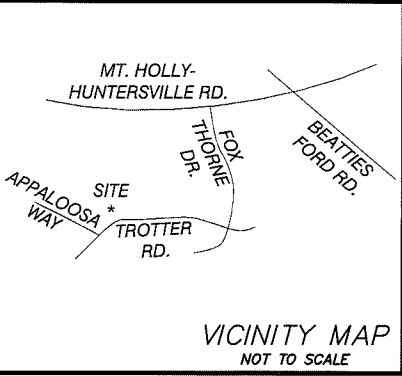 MT. HOLLY-
HUNTERSVILLE RD.
FOX
THORNE
DR.
BEATTIES
FORD RD.
APPALOOSA
WAY
SITE
*
TROTTER
RD.
VICINITY MAP
NOT TO SCALE